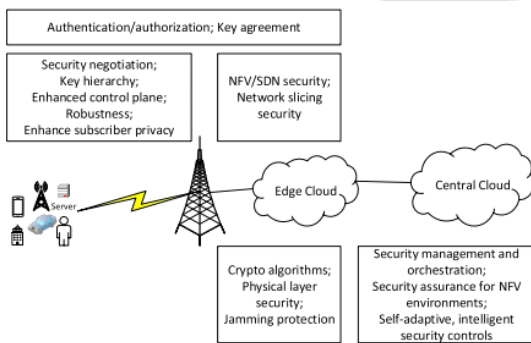 Authentication/authorization; Key agreement
Security negotiation;
Key hierarchy;
Enhanced control plane;
Robustness;
Enhance subscriber privacy
NFV/SDN security;
Network slicing
security
Server
Edge Cloud
Central Cloud
Crypto algorithms;
Physical layer
security;
Jamming protection
Security management and
orchestration;
Security assurance for NFV
environments;
Self-adaptive, intelligent
security controls